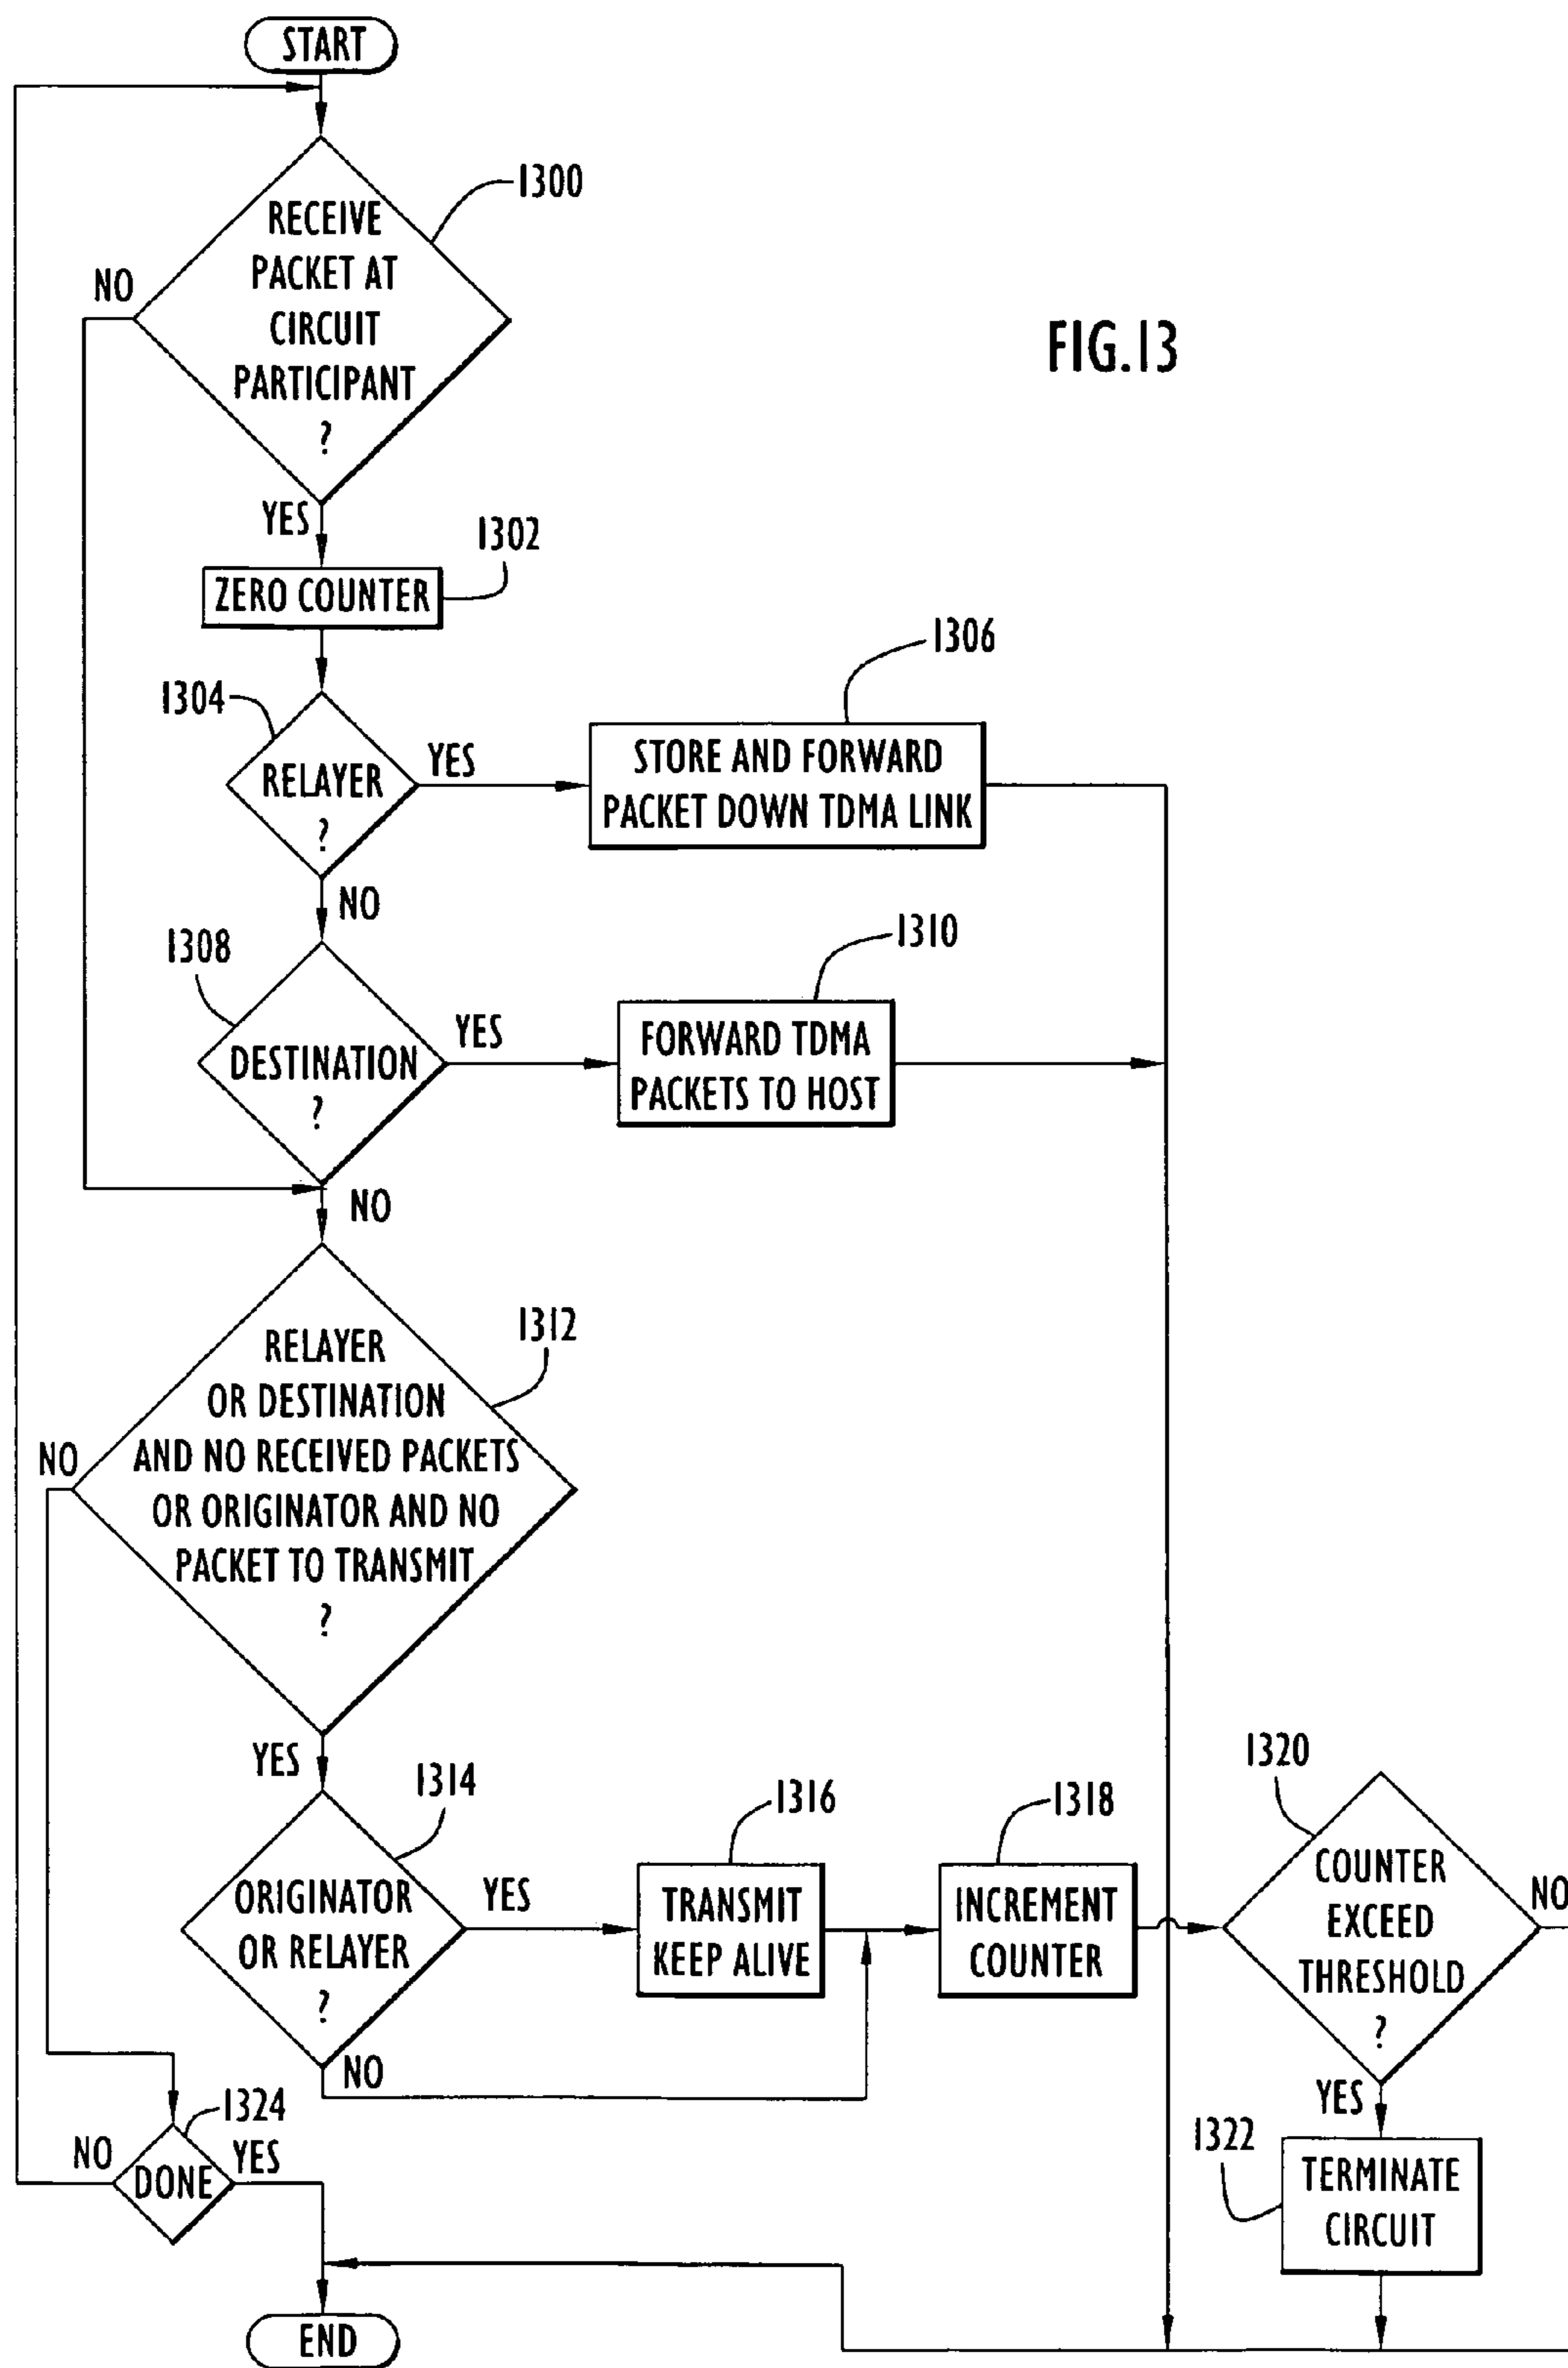 START
1300
RECEIVE
PACKET AT
CIRCUIT
PARTICIPANT
?
NO
FIG.13
YES
1302
ZERO COUNTER
1304
RELAYER
?
YES
1306
STORE AND FORWARD
PACKET DOWN TDMA LINK
NO
1308
DESTINATION
?
YES
1310
FORWARD TDMA
PACKETS TO HOST
NO
1312
RELAYER
OR DESTINATION
AND NO RECEIVED PACKETS
OR ORIGINATOR AND NO
PACKET TO TRANSMIT
?
NO
YES
1314
ORIGINATOR
OR RELAYER
?
YES
1316
TRANSMIT
KEEP ALIVE
1318
INCREMENT
COUNTER
1320
COUNTER
EXCEED
THRESHOLD
?
NO
NO
YES
1324
NO
DONE
YES
1322
TERMINATE
CIRCUIT
END